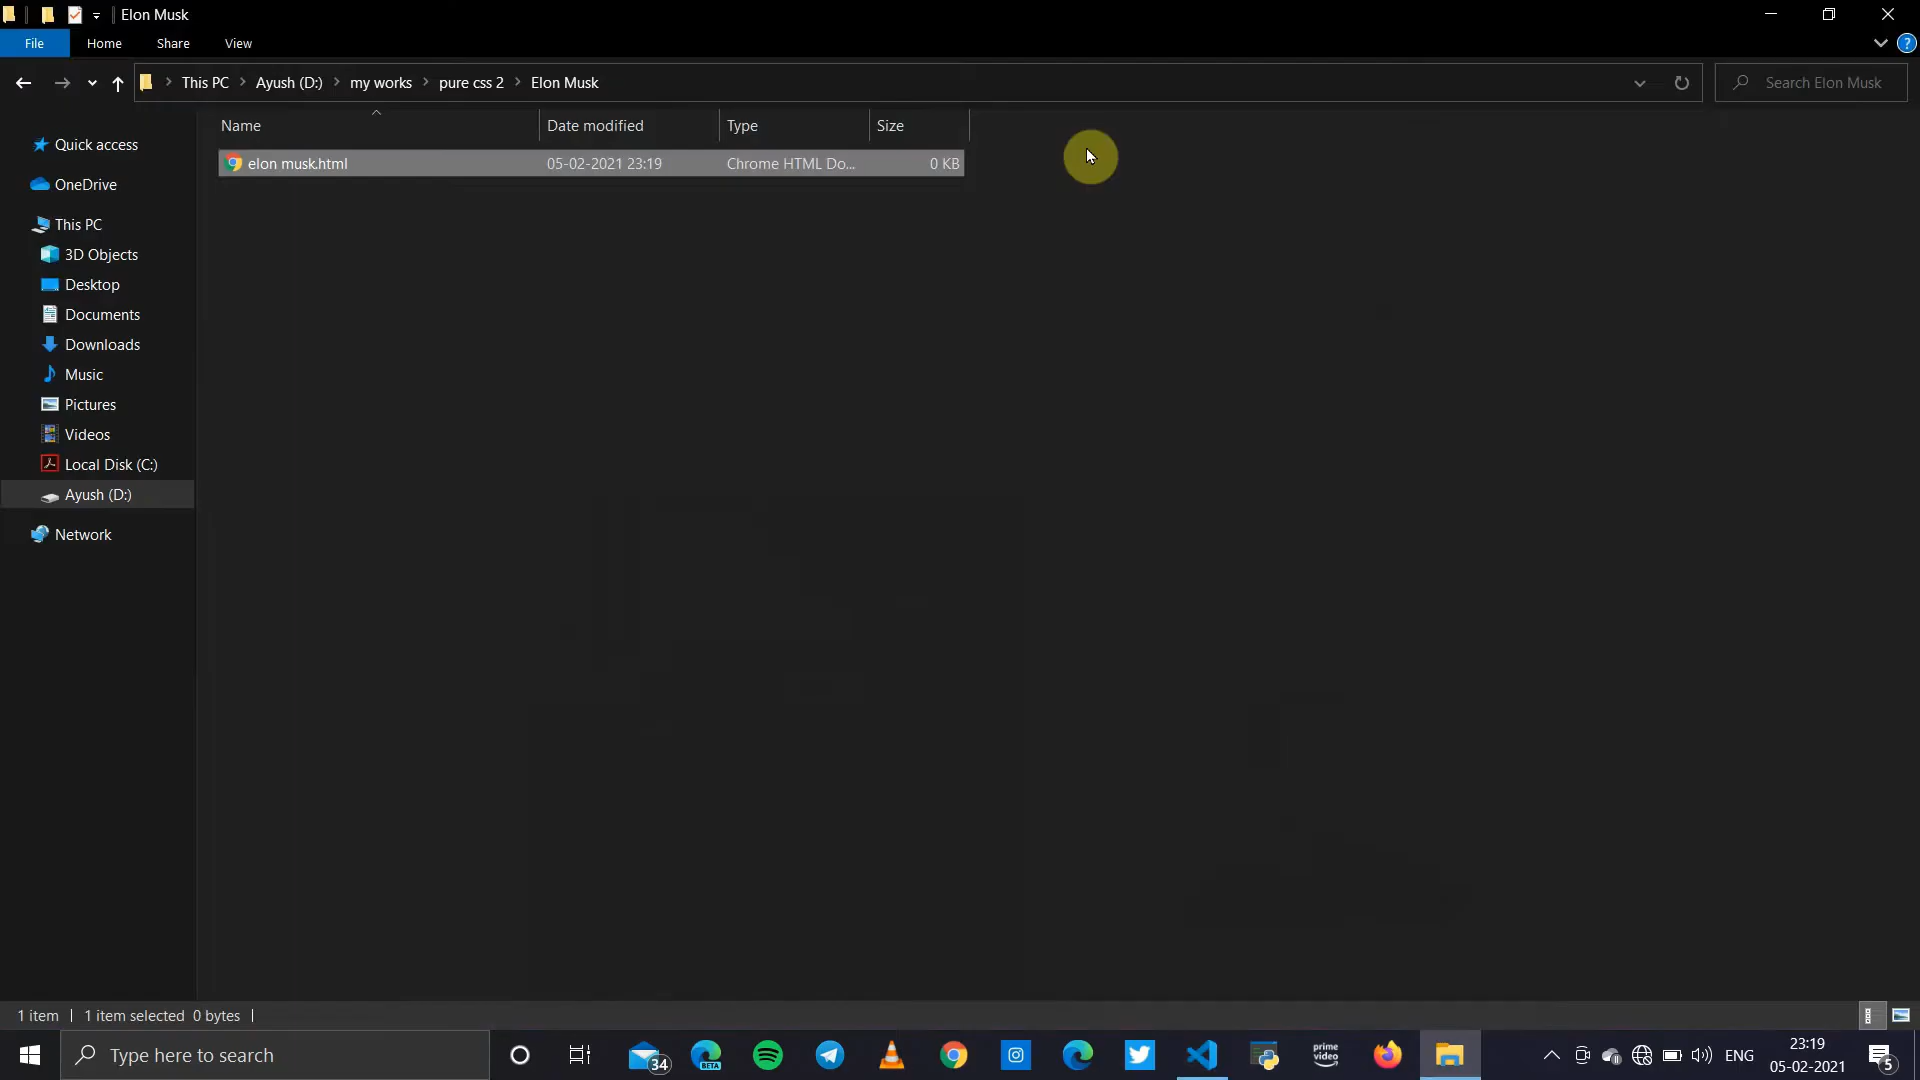 Elon Musk
File Home Share View
This PC Ayush (D:) my works pure css 2 Elon Musk Search Elon Musk
Name Date modified Type Size
Quick access
elon musk.html 05-02-2021 23:19 Chrome HTML Do... 0 KB
OneDrive
This PC
3D Objects
Desktop
Documents
Downloads
Music
Pictures
Videos
Local Disk (C:)
Ayush (D:)
Network
1 item 1 item selected 0 bytes
Type here to search 34 BETA prime video ENG 23:19 5
05-02-2021